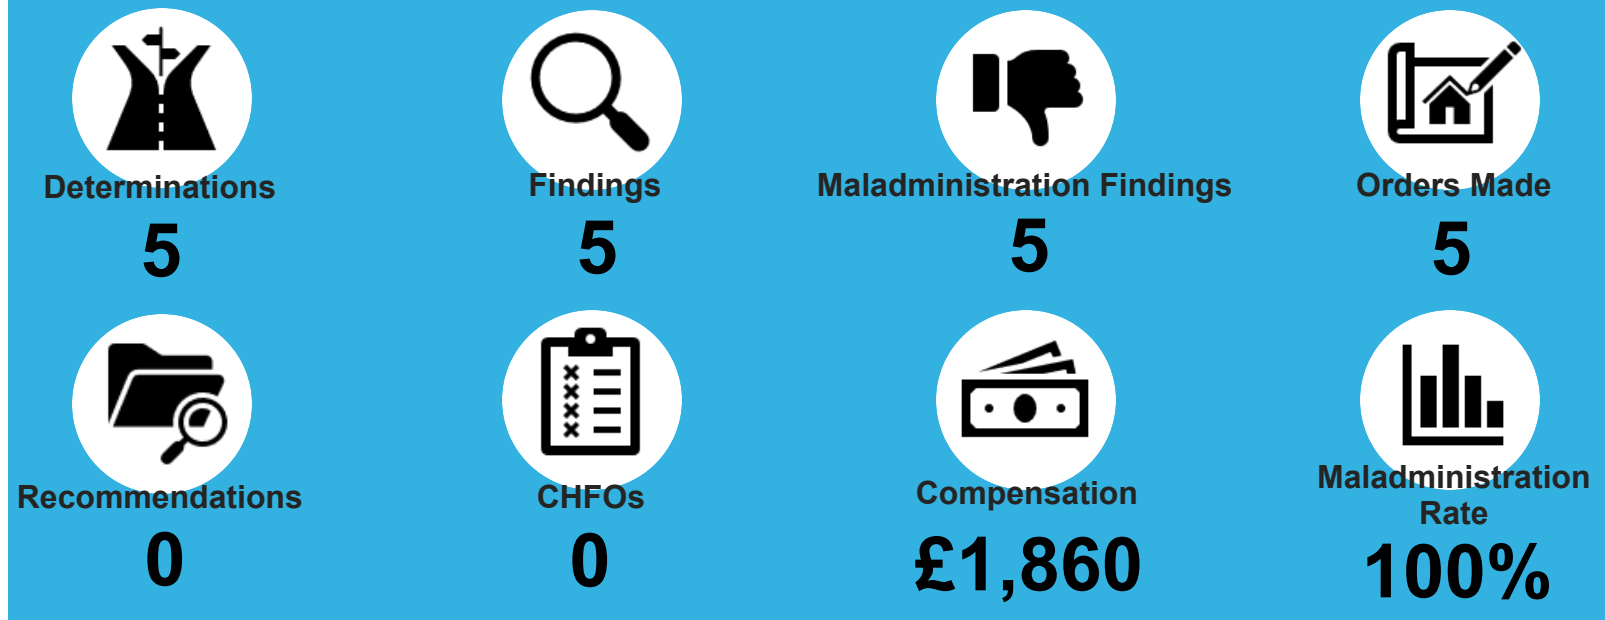 Determinations
5
Findings
5
Maladministration Findings
5
Orders Made
5
Recommendations
0
CHFOs
0
Compensation
£1,860
Maladministration
Rate
100%